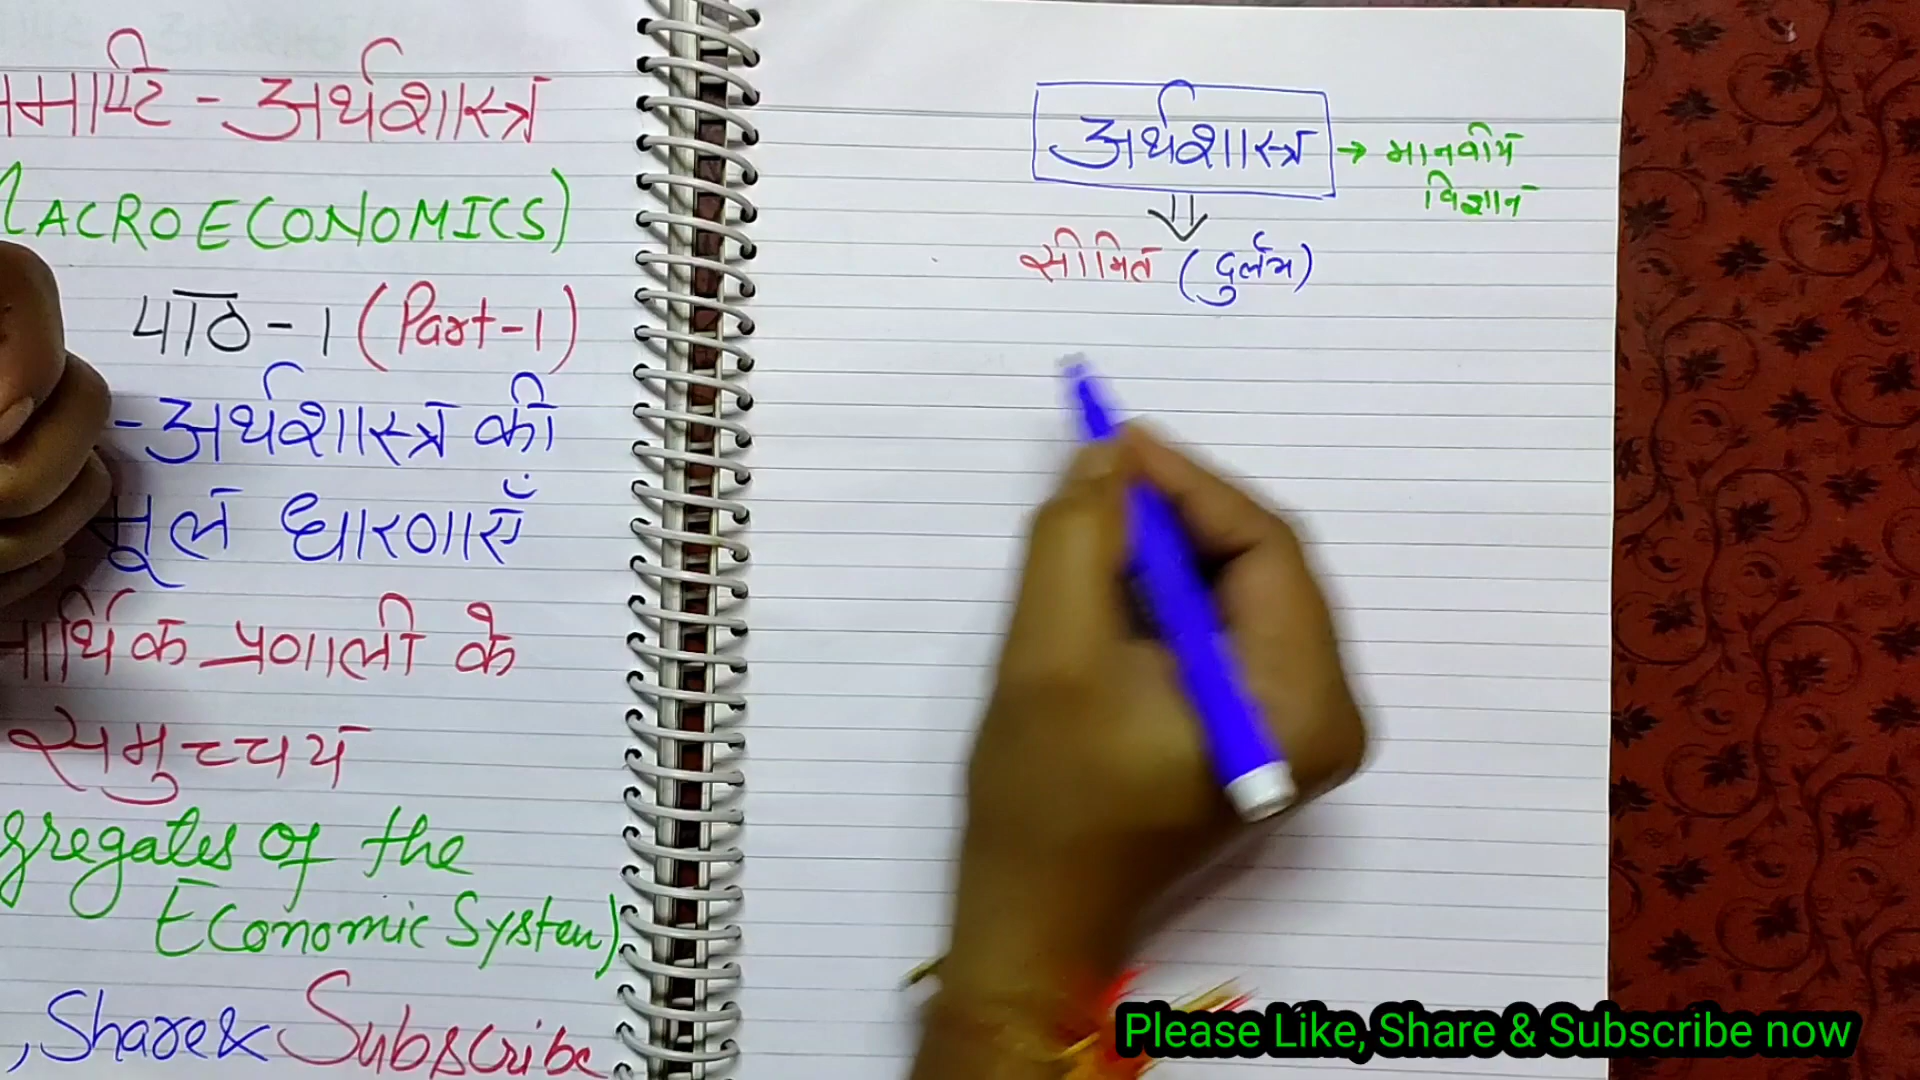 समष्टि - अर्थशास्त्र
MACROECONOMICS)
पाठ - 1 (Part-1)
- अर्थशास्त्र की
मूल धारणाएँ
आर्थिक प्रणाली के
समुच्चय
gregates of the
Economic System)
, Share & Subscribe
अर्थशास्त्र → मानवीय
विज्ञान
सीमित (दुर्लभ)
Please Like, Share & Subscribe now